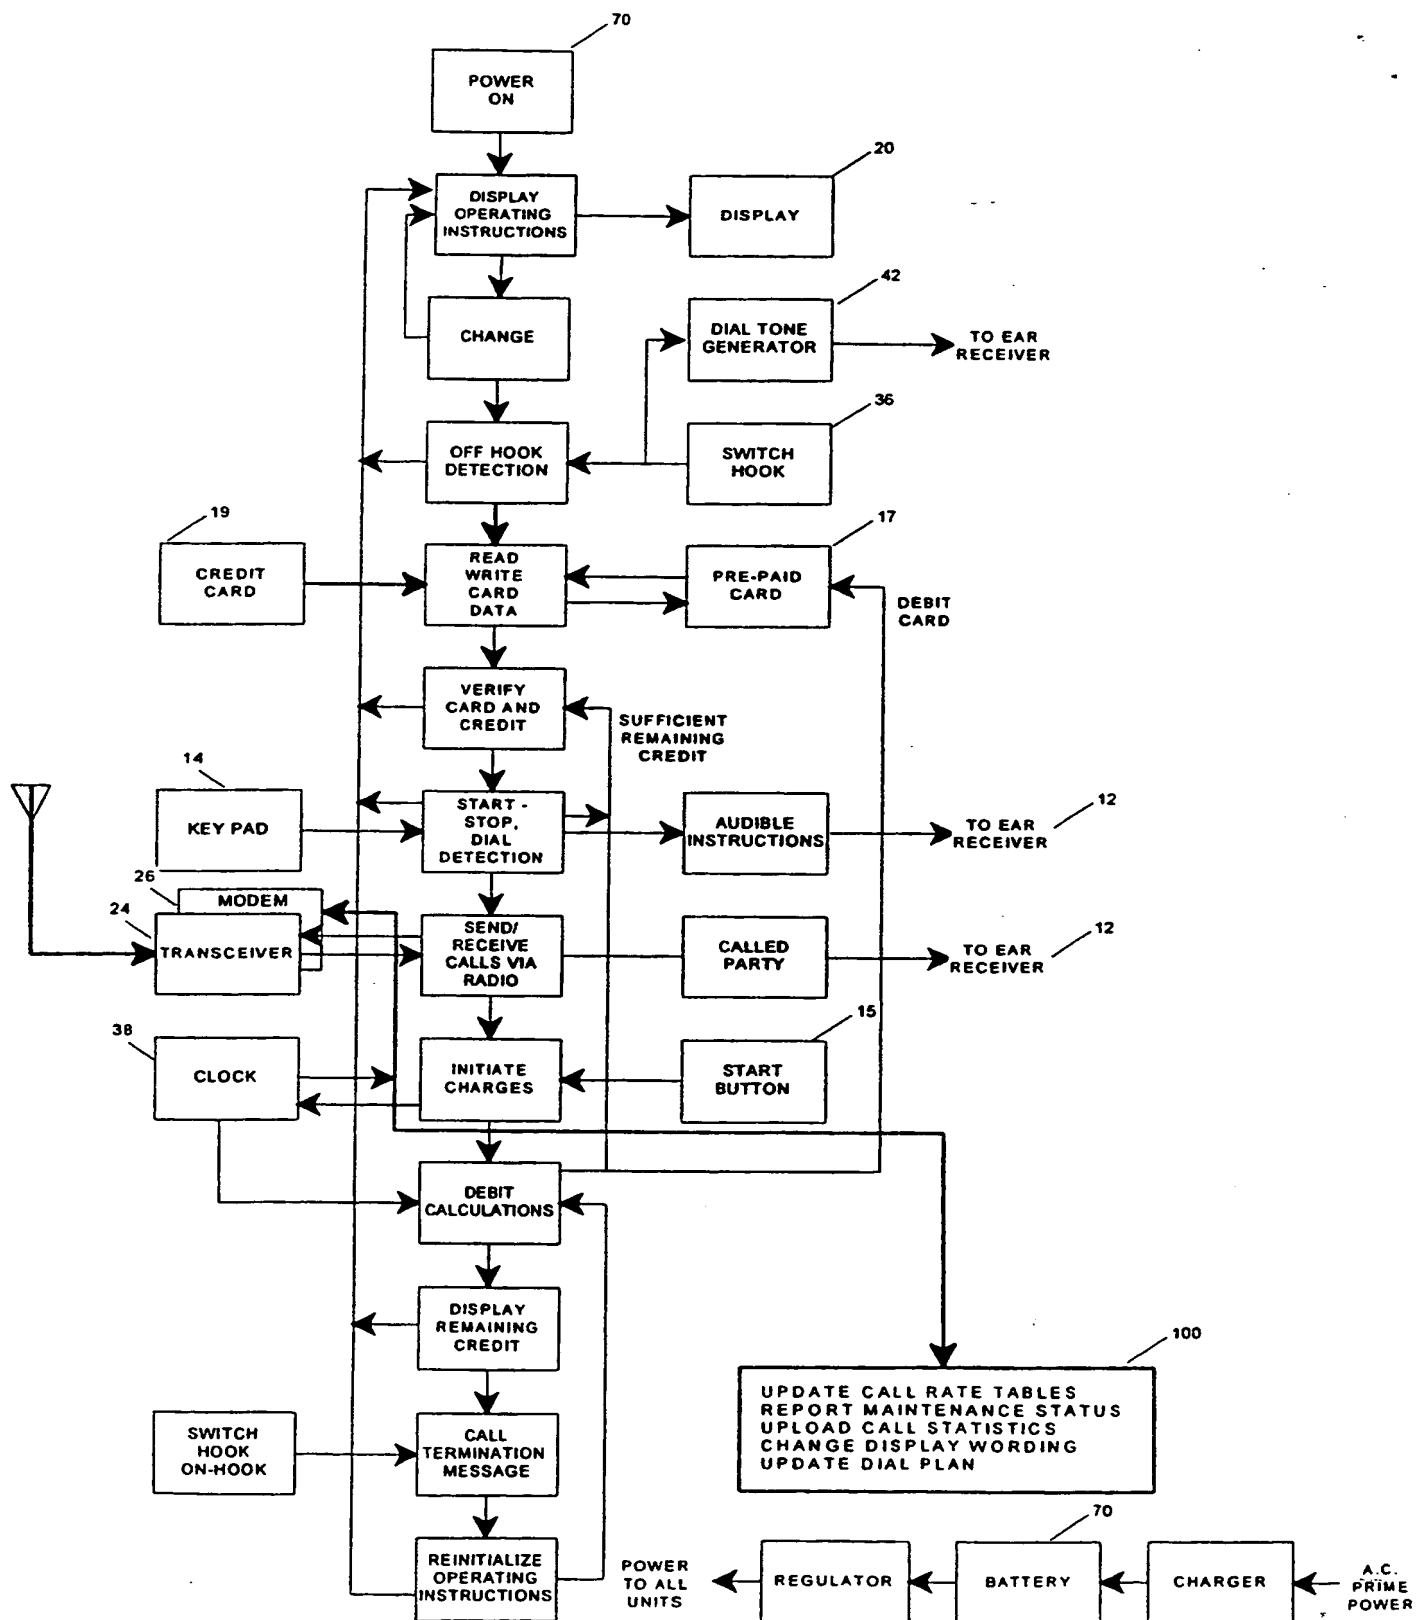 70
POWER
ON
20
DISPLAY
OPERATING
INSTRUCTIONS
DISPLAY
42
CHANGE
DIAL TONE
GENERATOR
TO EAR
RECEIVER
36
OFF HOOK
DETECTION
SWITCH
HOOK
19
17
CREDIT
CARD
READ
WRITE
CARD
DATA
PRE-PAID
CARD
DEBIT
CARD
VERIFY
CARD AND
CREDIT
SUFFICIENT
REMAINING
CREDIT
14
KEY PAD
START -
STOP,
DIAL
DETECTION
AUDIBLE
INSTRUCTIONS
12
TO EAR
RECEIVER
26
MODEM
24
TRANSCEIVER
SEND/
RECEIVE
CALLS VIA
RADIO
CALLED
PARTY
12
TO EAR
RECEIVER
38
CLOCK
INITIATE
CHARGES
15
START
BUTTON
DEBIT
CALCULATIONS
DISPLAY
REMAINING
CREDIT
100
UPDATE CALL RATE TABLES
REPORT MAINTENANCE STATUS
UPLOAD CALL STATISTICS
CHANGE DISPLAY WORDING
UPDATE DIAL PLAN
SWITCH
HOOK
ON-HOOK
CALL
TERMINATION
MESSAGE
REINITIALIZE
OPERATING
INSTRUCTIONS
POWER
TO ALL
UNITS
REGULATOR
70
BATTERY
CHARGER
A.C.
PRIME
POWER